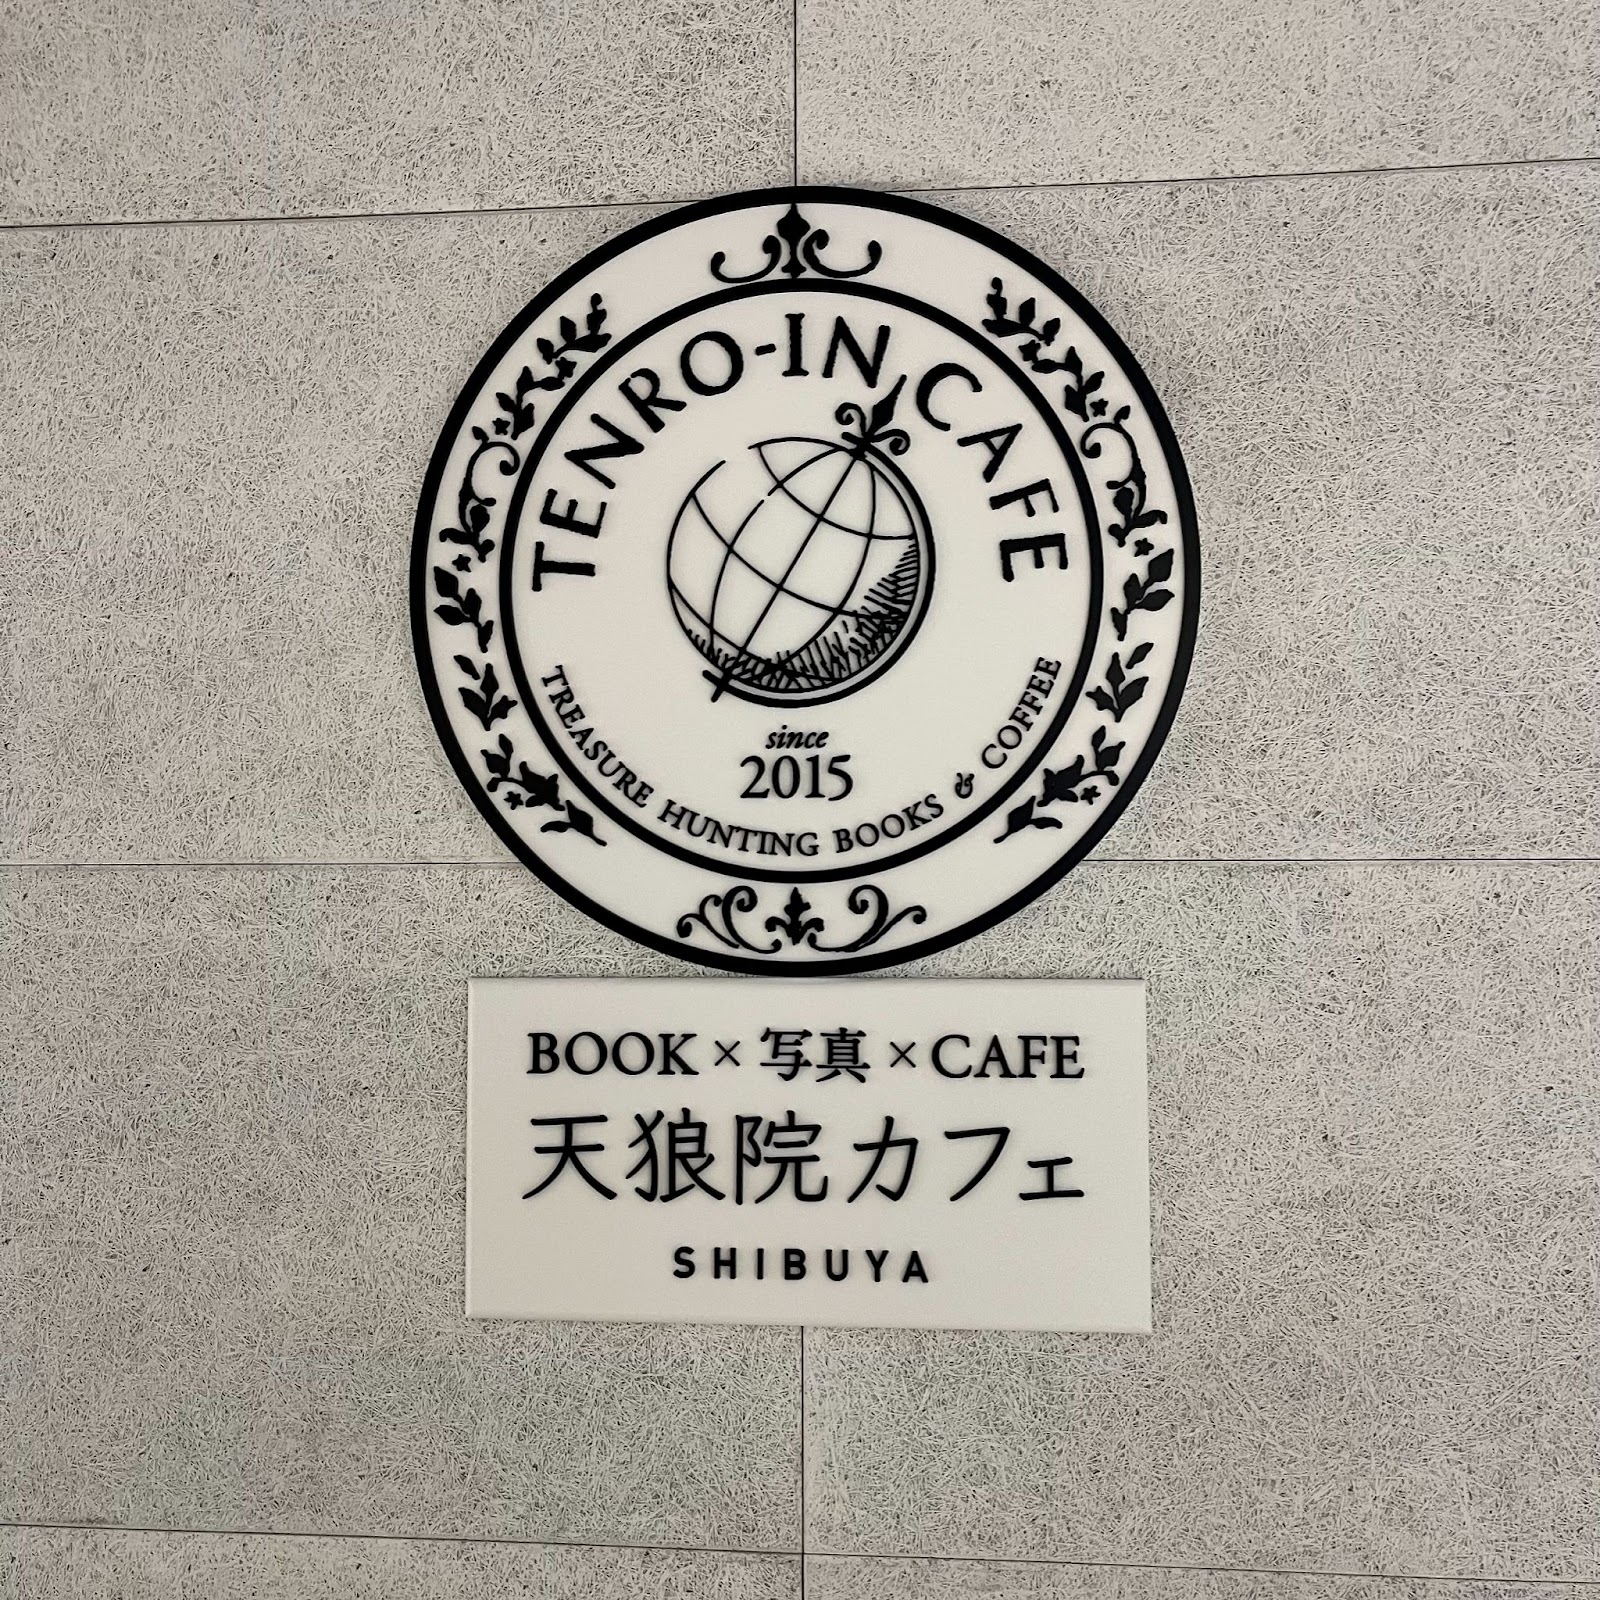 TENRO-IN CAFE
since
2015
TREASURE HUNTING BOOKS & COFFEE
BOOK × 写真 × CAFE
天狼院カフェ
SHIBUYA